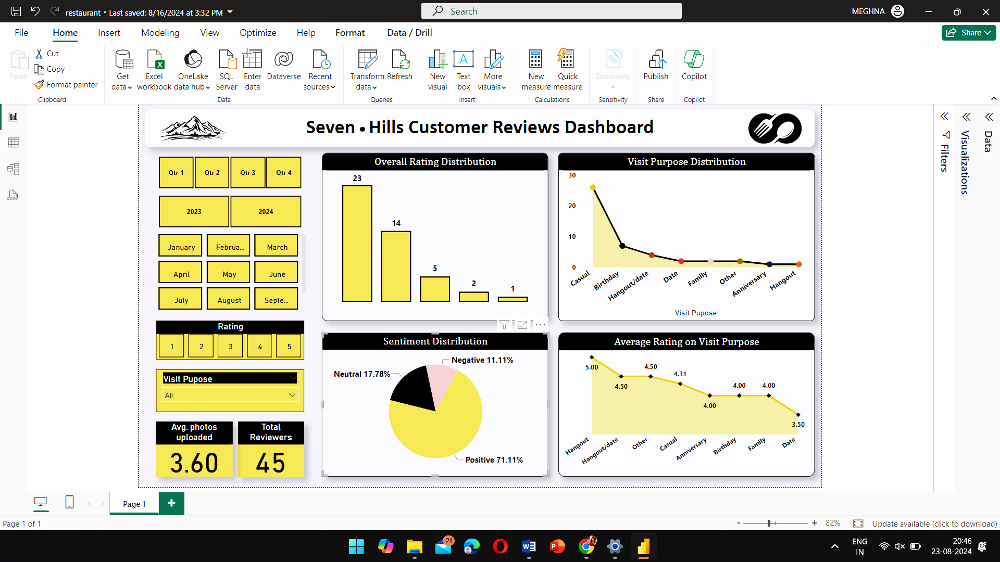 restaurant • Last saved: 8/16/2024 at 3:32 PM
Search
MEGHNA
File
Home
Insert
Modeling
View
Optimize
Help
Format
Data / Drill
Share
Paste
Cut
Copy
Format painter
Clipboard
Get data
Excel workbook
OneLake data hub
SQL Server
Enter data
Dataverse
Recent sources
Data
Transform data
Refresh
Queries
New visual
Text box
More visuals
Insert
New measure
Quick measure
Calculations
Sensitivity
Sensitivity
Publish
Share
Copilot
Copilot
DAX
Seven • Hills Customer Reviews Dashboard
Qtr 1
Qtr 2
Qtr 3
Qtr 4
2023
2024
January
Februa...
March
April
May
June
July
August
Septe...
Rating
1
2
3
4
5
Visit Pupose
All
Avg. photos uploaded
3.60
Total Reviewers
45
Overall Rating Distribution
23
14
5
2
1
Visit Purpose Distribution
30
20
10
0
Casual
Birthday
Hangout/date
Date
Family
Other
Anniversary
Hangout
Visit Pupose
Sentiment Distribution
Negative 11.11%
Neutral 17.78%
Positive 71.11%
Average Rating on Visit Purpose
5.00
4.50
4.50
4.31
4.00
4.00
4.00
3.50
Hangout
Hangout/date
Other
Casual
Anniversary
Birthday
Family
Date
Filters
Visualizations
Data
Page 1
Page 1 of 1
- + 82%
Update available (click to download)
21
ENG
IN
20:46
23-08-2024